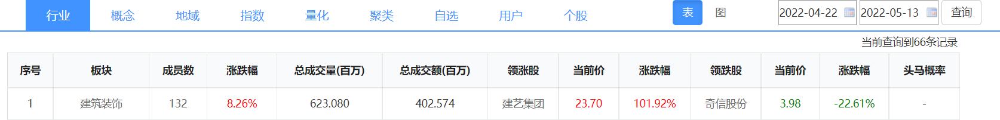 行业 概念 地域 指数 量化 聚类 自选 用户 个股 表 图 2022-04-22 2022-05-13 查询
当前查询到66条记录
序号 板块 成员数 涨跌幅 总成交量(百万) 总成交额(百万) 领涨股 当前价 涨跌幅 领跌股 当前价 涨跌幅 头马概率
1 建筑装饰 132 8.26% 623.080 402.574 建艺集团 23.70 101.92% 奇信股份 3.98 -22.61% -